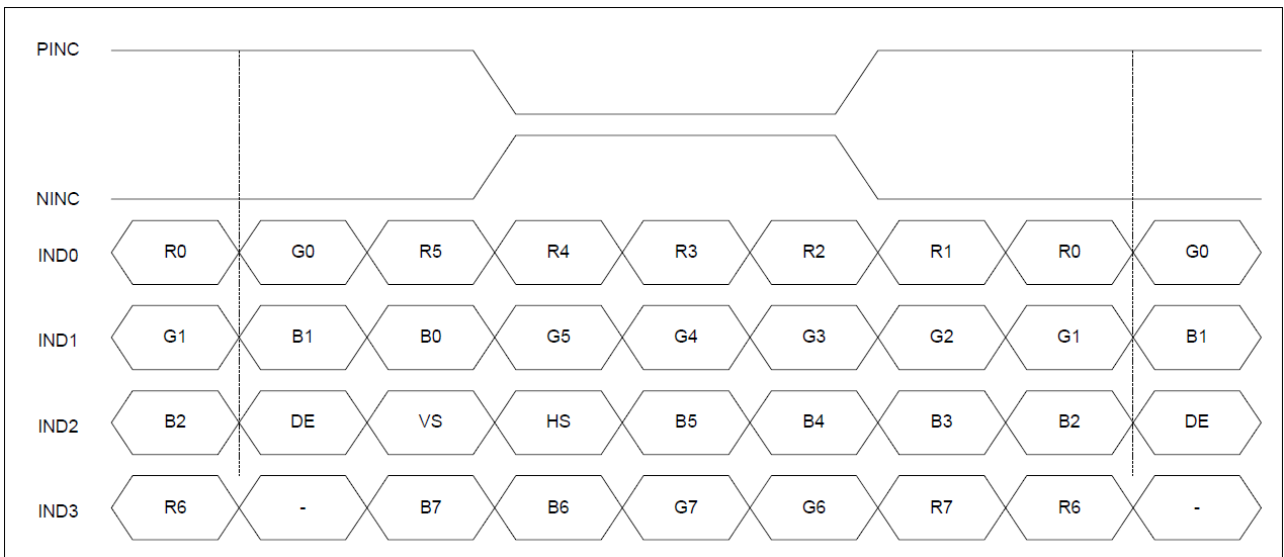 PINC
NINC
IND0 R0 G0 R5 R4 R3 R2 R1 R0 G0
IND1 G1 B1 B0 G5 G4 G3 G2 G1 B1
IND2 B2 DE VS HS B5 B4 B3 B2 DE
IND3 R6 - B7 B6 G7 G6 R7 R6 -